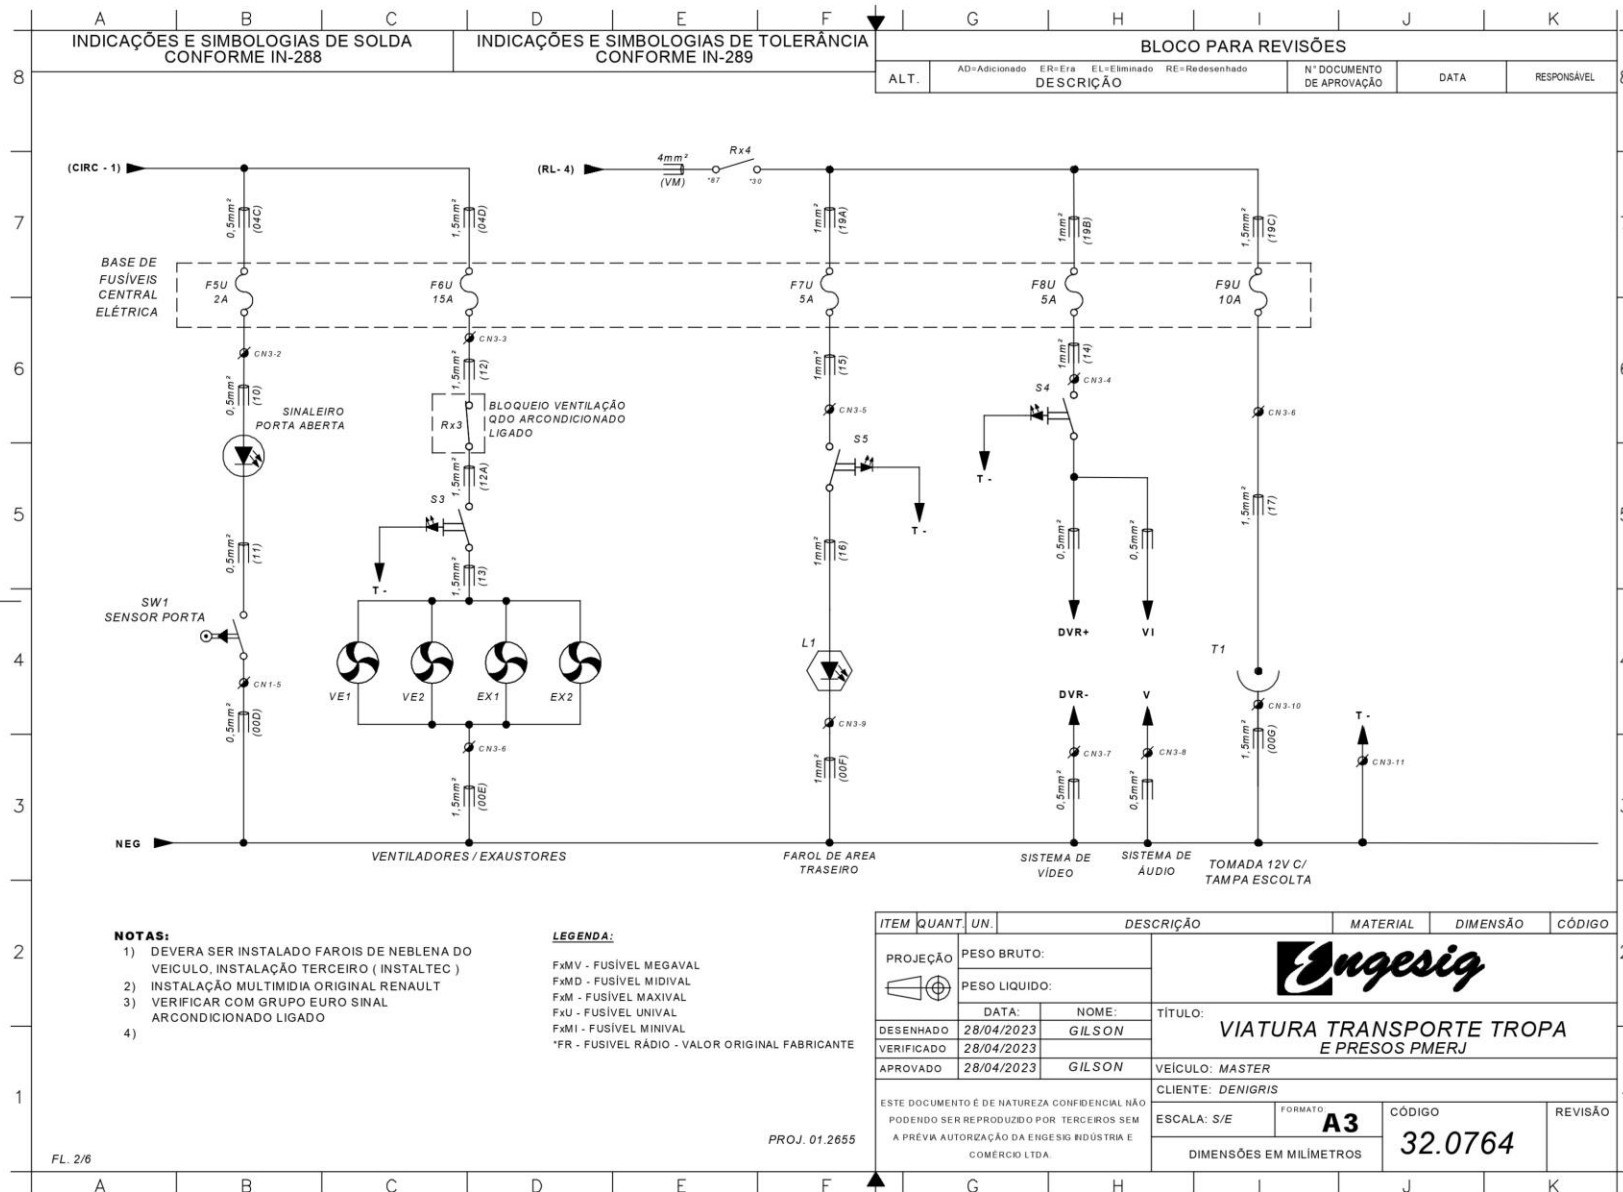 A B C D E F G H I J K
INDICAÇÕES E SIMBOLOGIAS DE SOLDA
CONFORME IN-288
INDICAÇÕES E SIMBOLOGIAS DE TOLERÂNCIA
CONFORME IN-289
BLOCO PARA REVISÕES
ALT.
AD=Adicionado ER=Era EL=Eliminado RE=Redesenhado
DESCRIÇÃO
N° DOCUMENTO
DE APROVAÇÃO
DATA
RESPONSÁVEL
8
7
6
5
4
3
2
1
(CIRC - 1)
(RL- 4)
4mm²
(VM)
Rx4
*87
*30
0,5mm²
(04C)
1,5mm²
(04D)
1mm²
(19A)
1mm²
(19B)
1,5mm²
(19C)
BASE DE
FUSÍVEIS
CENTRAL
ELÉTRICA
F5U
2A
F6U
15A
F7U
5A
F8U
5A
F9U
10A
CN3-2
0,5mm²
(10)
SINALEIRO
PORTA ABERTA
0,5mm²
(11)
SW1
SENSOR PORTA
CN1-5
0,5mm²
(00D)
CN3-3
1,5mm²
(12)
Rx3
BLOQUEIO VENTILAÇÃO
QDO ARCONDICIONADO
LIGADO
1,5mm²
(12A)
S3
T -
1,5mm²
(13)
VE1
VE2
EX1
EX2
CN3-6
1,5mm²
(00E)
1mm²
(15)
CN3-5
S5
T -
1mm²
(16)
L1
CN3-9
1mm²
(00F)
1mm²
(14)
CN3-4
S4
T -
0,5mm²
0,5mm²
DVR+
VI
DVR-
V
CN3-7
CN3-8
0,5mm²
0,5mm²
CN3-6
1,5mm²
(17)
T1
CN3-10
1,5mm²
(00G)
T -
CN3-11
NEG
VENTILADORES / EXAUSTORES
FAROL DE AREA
TRASEIRO
SISTEMA DE
VÍDEO
SISTEMA DE
ÁUDIO
TOMADA 12V C/
TAMPA ESCOLTA
NOTAS:
1) DEVERA SER INSTALADO FAROIS DE NEBLENA DO
VEICULO, INSTALAÇÃO TERCEIRO ( INSTALTEC )
2) INSTALAÇÃO MULTIMIDIA ORIGINAL RENAULT
3) VERIFICAR COM GRUPO EURO SINAL
ARCONDICIONADO LIGADO
4)
LEGENDA:
FxMV - FUSÍVEL MEGAVAL
FxMD - FUSÍVEL MIDIVAL
FxM - FUSÍVEL MAXIVAL
FxU - FUSÍVEL UNIVAL
FxMI - FUSÍVEL MINIVAL
*FR - FUSIVEL RÁDIO - VALOR ORIGINAL FABRICANTE
PROJ. 01.2655
FL. 2/6
ITEM QUANT. UN. DESCRIÇÃO MATERIAL DIMENSÃO CÓDIGO
PROJEÇÃO
PESO BRUTO:
PESO LIQUIDO:
Engesig
DATA: NOME:
DESENHADO 28/04/2023 GILSON
VERIFICADO 28/04/2023
APROVADO 28/04/2023 GILSON
TÍTULO:
VIATURA TRANSPORTE TROPA
E PRESOS PMERJ
VEÍCULO: MASTER
CLIENTE: DENIGRIS
ESTE DOCUMENTO É DE NATUREZA CONFIDENCIAL NÃO
PODENDO SER REPRODUZIDO POR TERCEIROS SEM
A PRÉVIA AUTORIZAÇÃO DA ENGESIG INDÚSTRIA E
COMÉRCIO LTDA.
ESCALA: S/E
FORMATO:
A3
DIMENSÕES EM MILÍMETROS
CÓDIGO
32.0764
REVISÃO
A B C D E F G H I J K